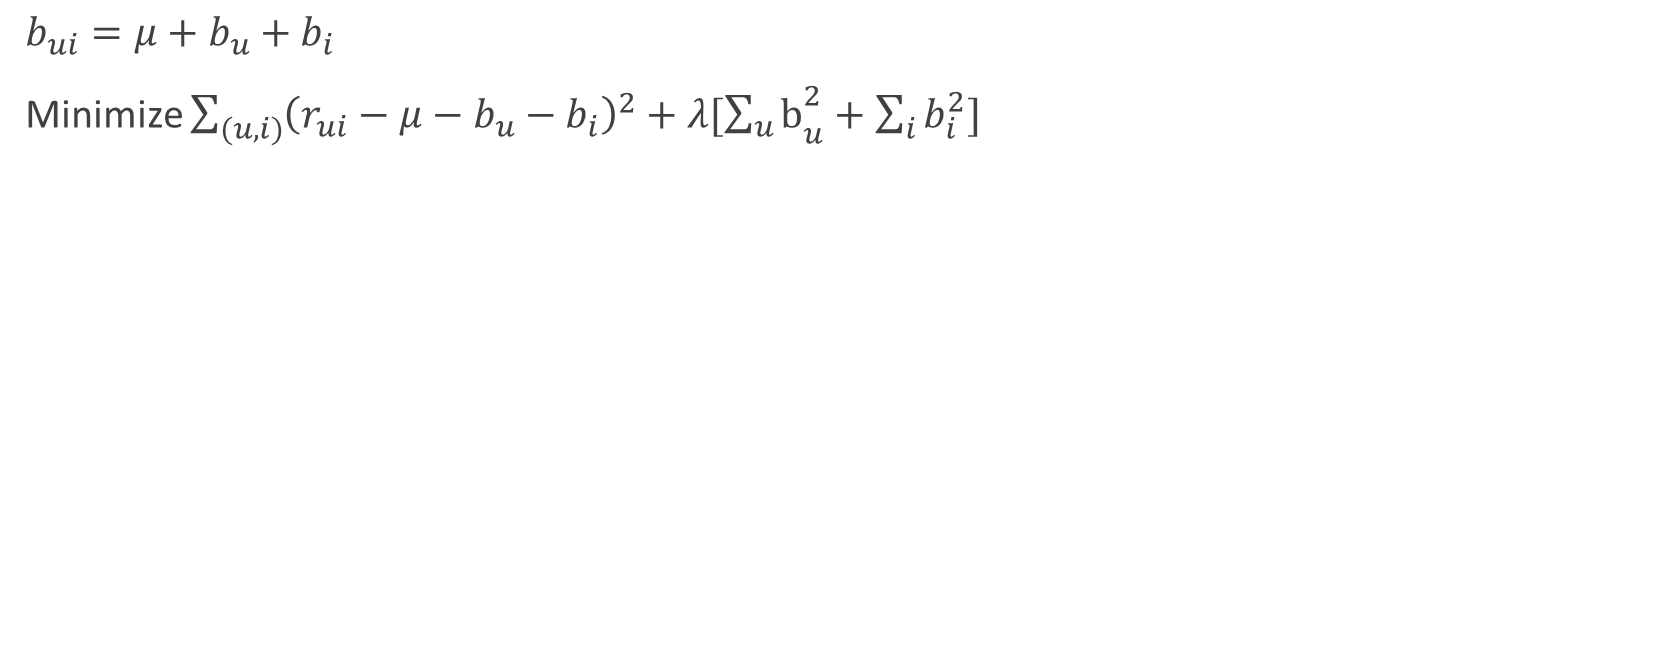 b_{ui} = μ + b_u + b_i
Minimize ∑_{(u,i)}(r_{ui} − μ − b_u − b_i)^2 + λ[∑_u b_u^2 + ∑_i b_i^2]